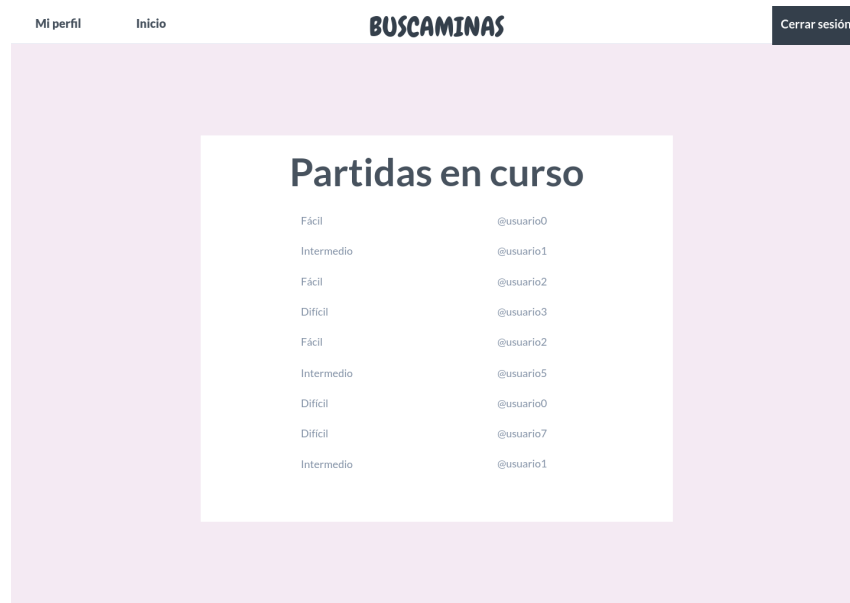 Mi perfil Inicio BUSCAMINAS Cerrar sesión
Partidas en curso
Fácil @usuario0
Intermedio @usuario1
Fácil @usuario2
Difícil @usuario3
Fácil @usuario2
Intermedio @usuario5
Difícil @usuario0
Difícil @usuario7
Intermedio @usuario1